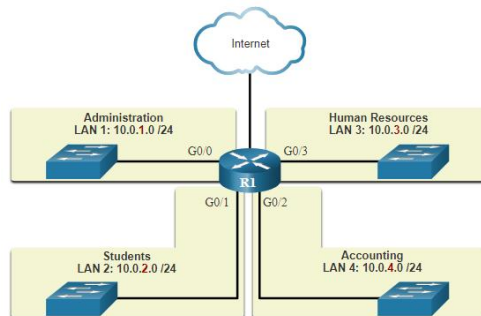 Internet
Administration
LAN 1: 10.0.1.0 /24
Human Resources
LAN 3: 10.0.3.0 /24
G0/0
G0/3
R1
G0/1
G0/2
Students
LAN 2: 10.0.2.0 /24
Accounting
LAN 4: 10.0.4.0 /24